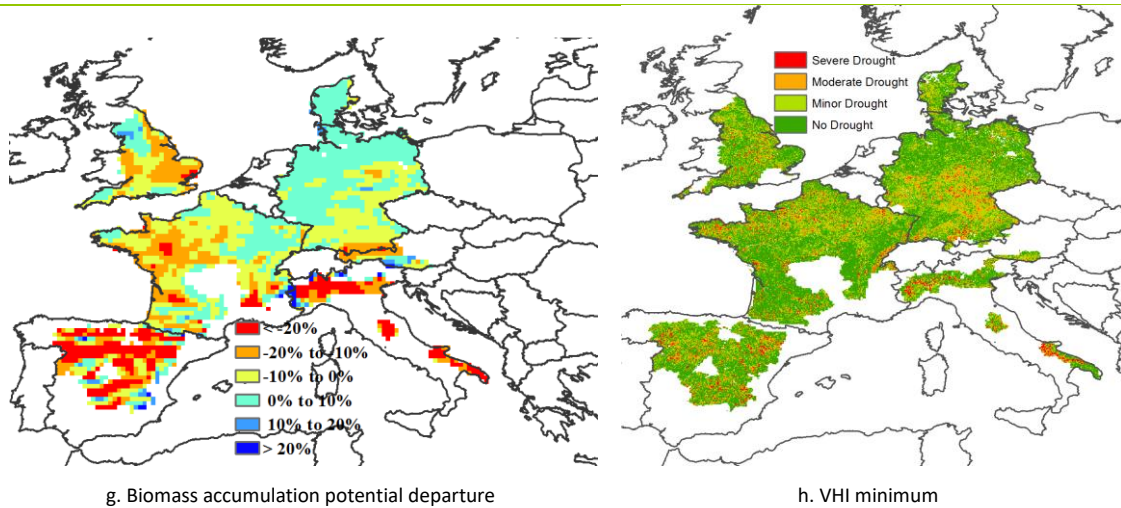 Severe Drought
Moderate Drought
Minor Drought
No Drought
< -20%
-20% to -10%
-10% to 0%
0% to 10%
10% to 20%
> 20%
g. Biomass accumulation potential departure
h. VHI minimum